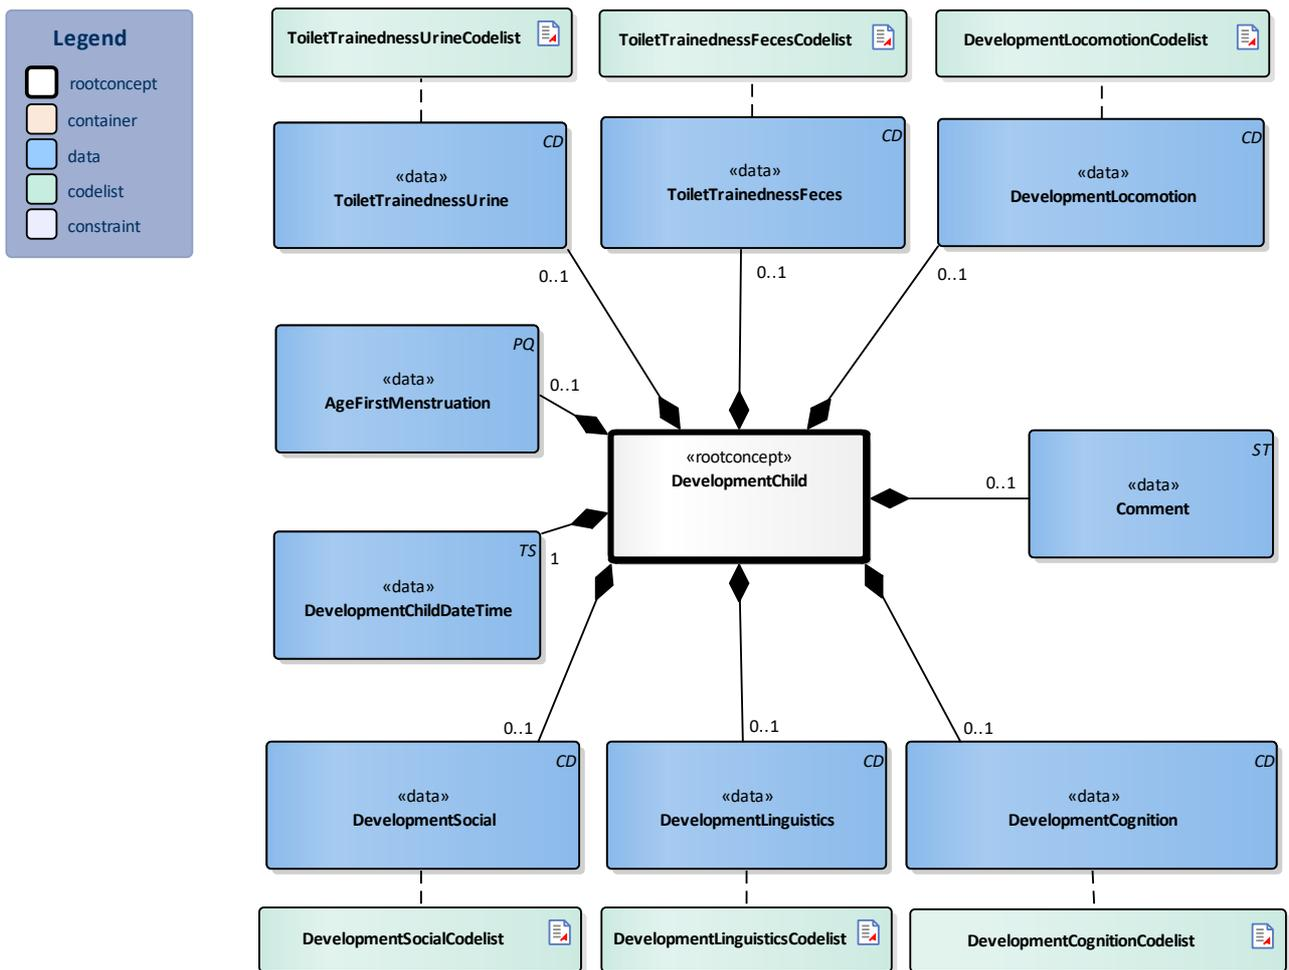 Legend
rootconcept
container
data
codelist
constraint
ToiletTrainednessUrineCodelist
ToiletTrainednessFecesCodelist
DevelopmentLocomotionCodelist
CD
«data»
ToiletTrainednessUrine
CD
«data»
ToiletTrainednessFeces
CD
«data»
DevelopmentLocomotion
0..1
0..1
0..1
PQ
«data»
AgeFirstMenstruation
0..1
«rootconcept»
DevelopmentChild
ST
«data»
Comment
0..1
TS
«data»
DevelopmentChildDateTime
1
0..1
0..1
0..1
CD
«data»
DevelopmentSocial
CD
«data»
DevelopmentLinguistics
CD
«data»
DevelopmentCognition
DevelopmentSocialCodelist
DevelopmentLinguisticsCodelist
DevelopmentCognitionCodelist